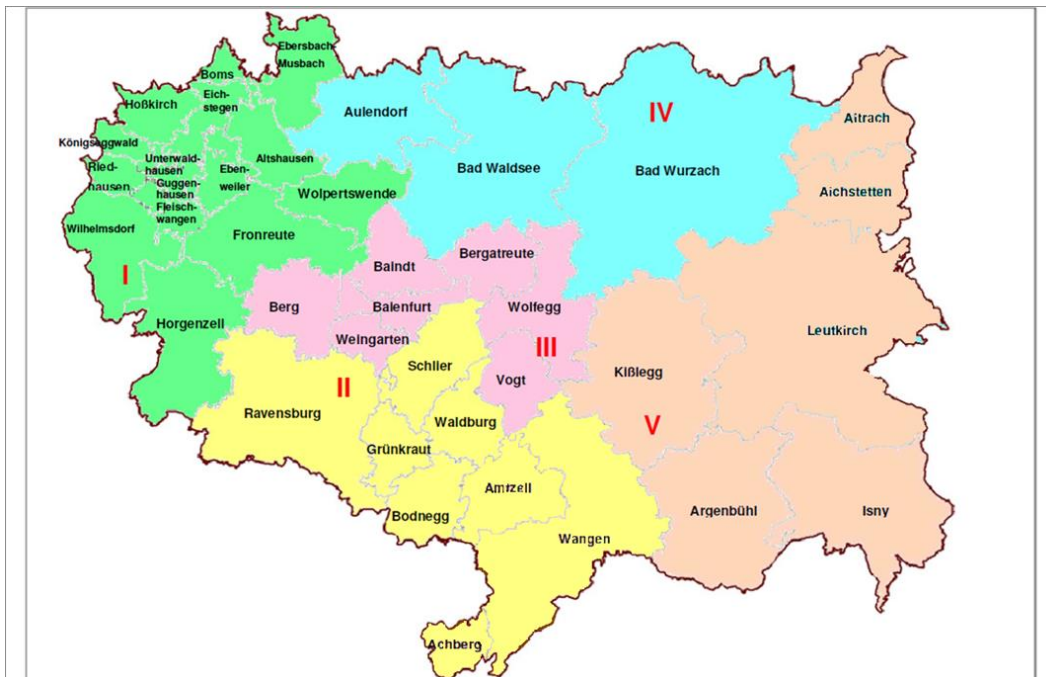 Ebersbach-
Musbach
Boms
Eich-
stegen
Hoßkirch
Aulendorf
IV
Aitrach
Königseggwald
Unterwald-
hausen
Altshausen
Bad Waldsee
Bad Wurzach
Ried-
hausen
Eben-
weiler
Guggen-
hausen
Fleisch-
wangen
Wolpertswende
Aichstetten
Wilhelmsdorf
Fronreute
Bergatreute
I
Baindt
Berg
Baienfurt
Wolfegg
Horgenzell
Weingarten
III
Leutkirch
Schlier
Vogt
Kißlegg
II
Ravensburg
Waldburg
V
Grünkraut
Amtzell
Bodnegg
Argenbühl
Isny
Wangen
Achberg